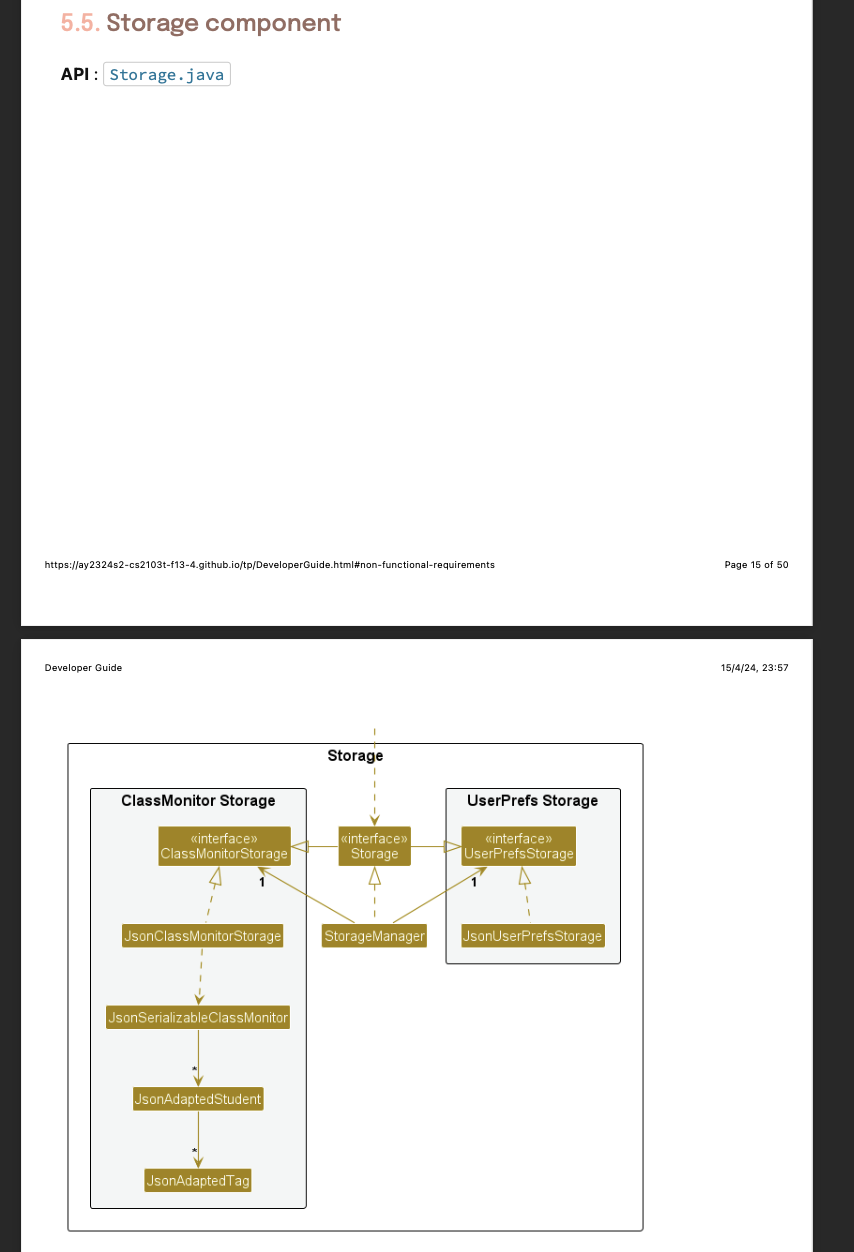 5.5. Storage component
API : Storage.java
https://ay2324s2-cs2103t-f13-4.github.io/tp/DeveloperGuide.html#non-functional-requirements Page 15 of 50
Developer Guide 15/4/24, 23:57
Storage
ClassMonitor Storage
UserPrefs Storage
«interface»
ClassMonitorStorage
«interface»
Storage
«interface»
UserPrefsStorage
1
1
JsonClassMonitorStorage
StorageManager
JsonUserPrefsStorage
JsonSerializableClassMonitor
*
JsonAdaptedStudent
*
JsonAdaptedTag